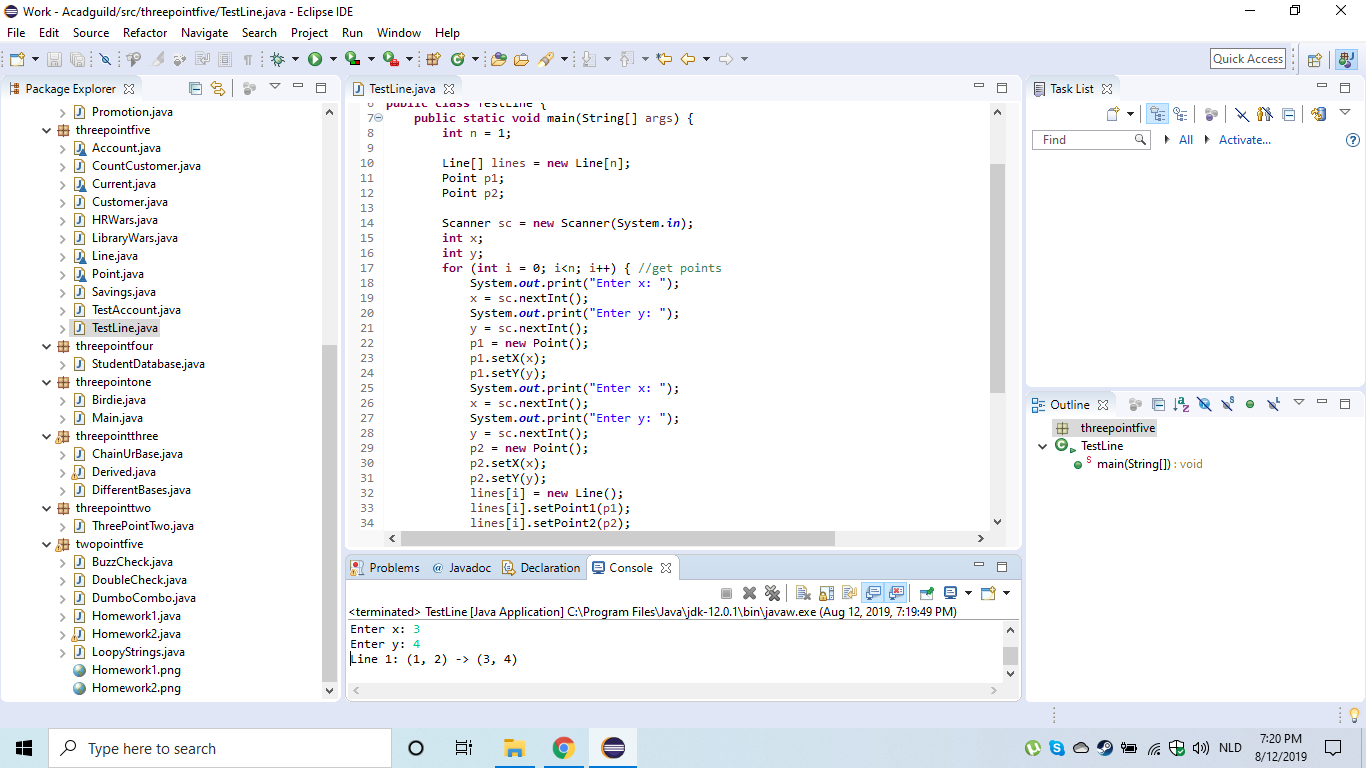 Work - Acadguild/src/threepointfive/TestLine.java - Eclipse IDE
File Edit Source Refactor Navigate Search Project Run Window Help
Quick Access
Package Explorer
Promotion.java
threepointfive
Account.java
CountCustomer.java
Current.java
Customer.java
HRWars.java
LibraryWars.java
Line.java
Point.java
Savings.java
TestAccount.java
TestLine.java
threepointfour
StudentDatabase.java
threepointone
Birdie.java
Main.java
threepointthree
ChainUrBase.java
Derived.java
DifferentBases.java
threepointtwo
ThreePointTwo.java
twopointfive
BuzzCheck.java
DoubleCheck.java
DumboCombo.java
Homework1.java
Homework2.java
LoopyStrings.java
Homework1.png
Homework2.png
TestLine.java
6 public class TestLine {
7 public static void main(String[] args) {
8 int n = 1;
9
10 Line[] lines = new Line[n];
11 Point p1;
12 Point p2;
13
14 Scanner sc = new Scanner(System.in);
15 int x;
16 int y;
17 for (int i = 0; i<n; i++) { //get points
18 System.out.print("Enter x: ");
19 x = sc.nextInt();
20 System.out.print("Enter y: ");
21 y = sc.nextInt();
22 p1 = new Point();
23 p1.setX(x);
24 p1.setY(y);
25 System.out.print("Enter x: ");
26 x = sc.nextInt();
27 System.out.print("Enter y: ");
28 y = sc.nextInt();
29 p2 = new Point();
30 p2.setX(x);
31 p2.setY(y);
32 lines[i] = new Line();
33 lines[i].setPoint1(p1);
34 lines[i].setPoint2(p2);
Problems @ Javadoc Declaration Console
<terminated> TestLine [Java Application] C:\Program Files\Java\jdk-12.0.1\bin\javaw.exe (Aug 12, 2019, 7:19:49 PM)
Enter x: 3
Enter y: 4
Line 1: (1, 2) -> (3, 4)
Task List
Find All Activate...
Outline
threepointfive
TestLine
main(String[]) : void
Type here to search
NLD
7:20 PM
8/12/2019